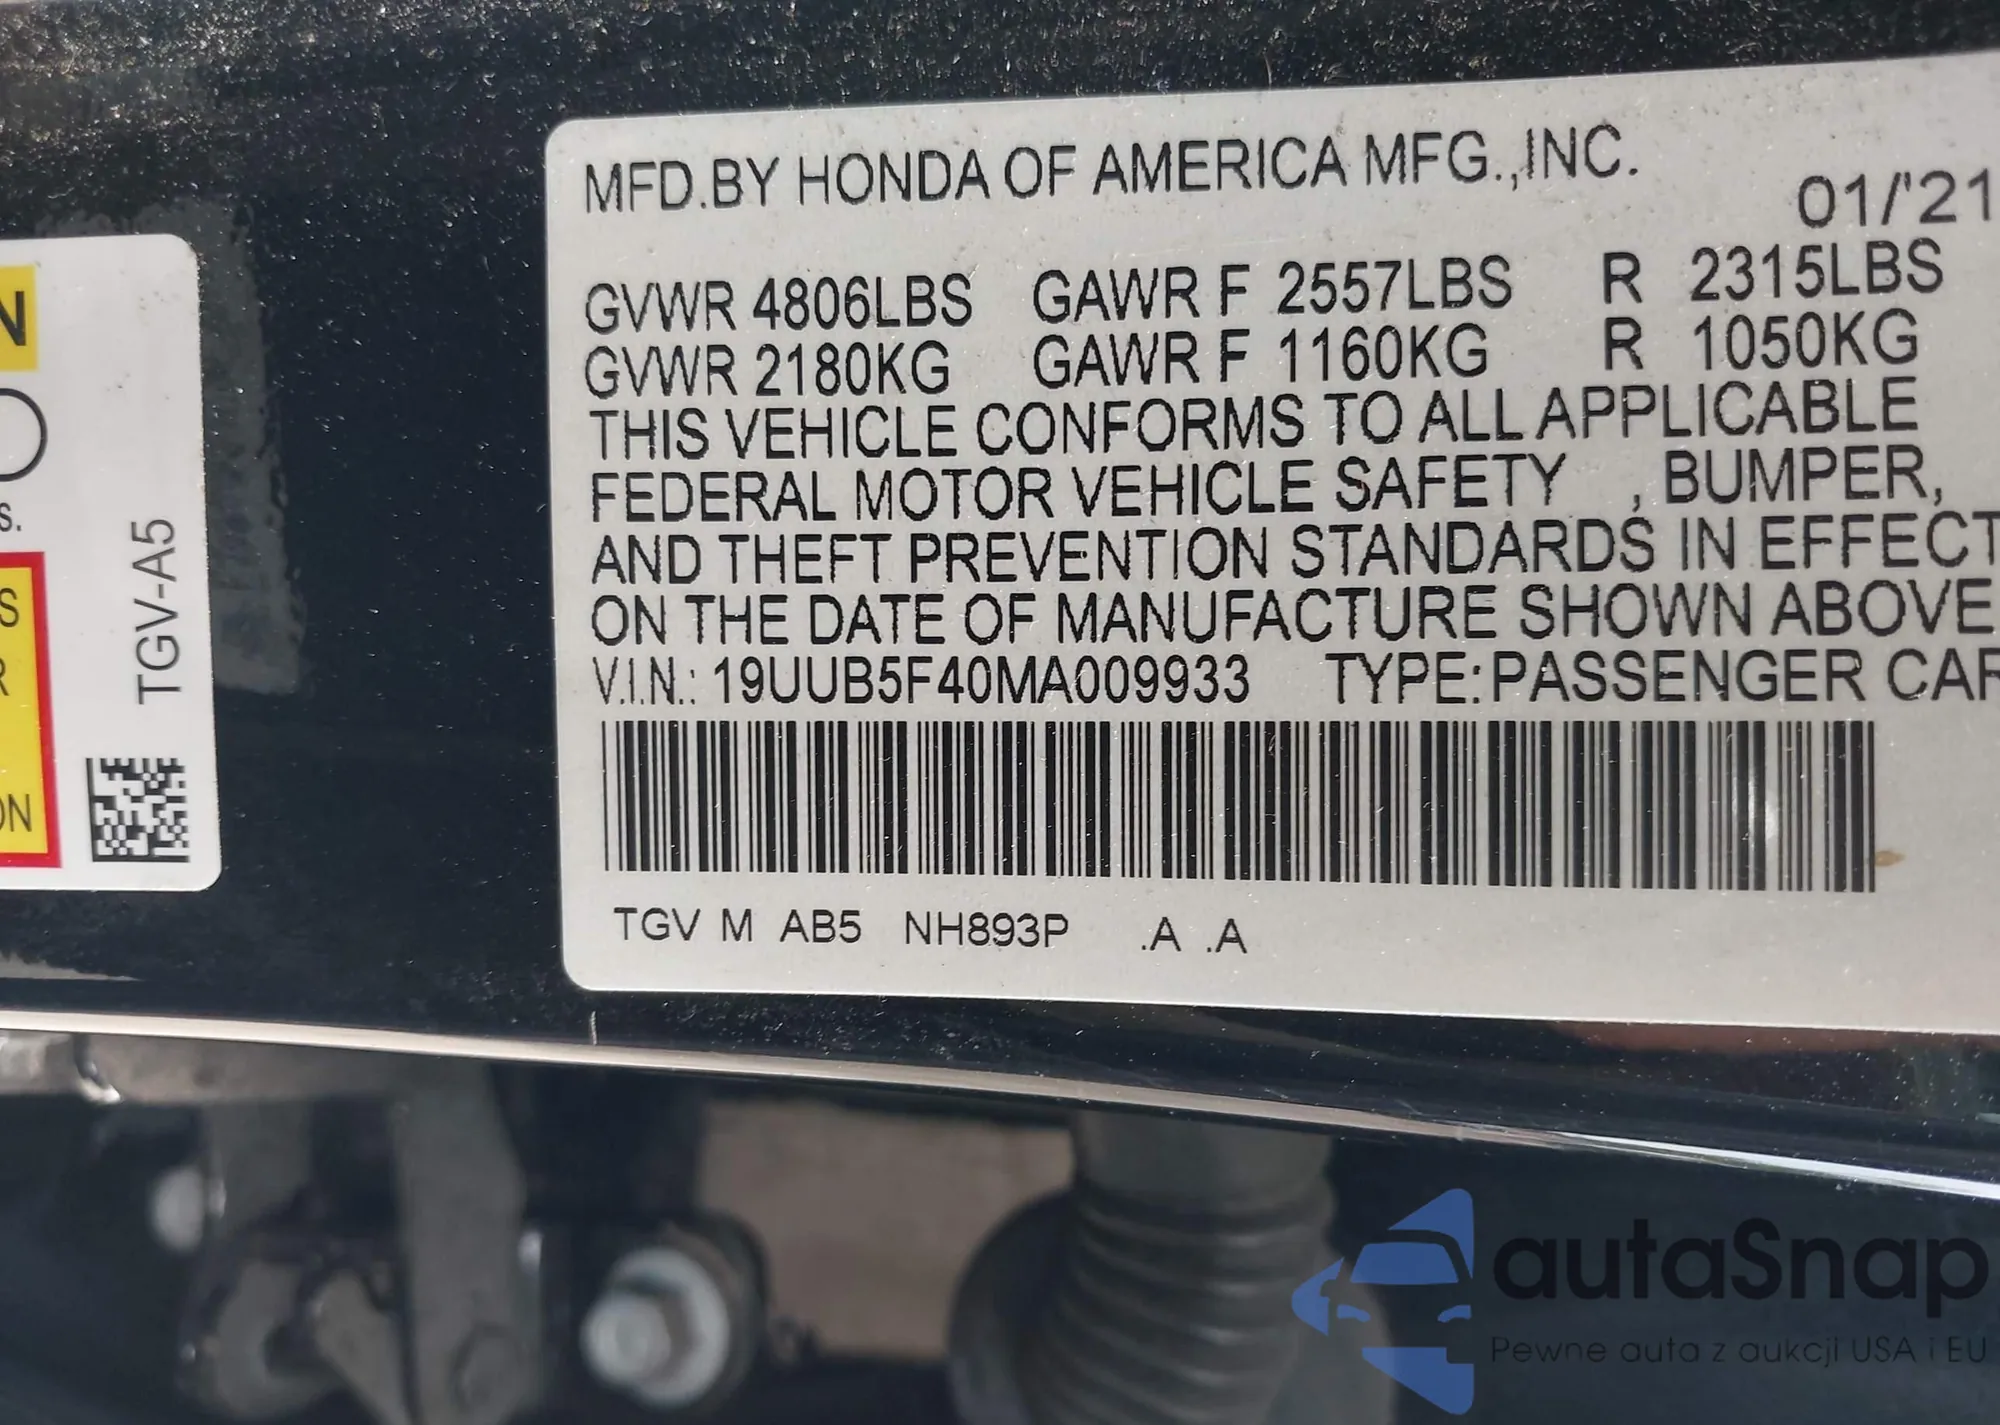 N
S.
S
R
ON
TGV-A5
MFD.BY HONDA OF AMERICA MFG.,INC.
01/'21
GVWR 4806LBS GAWR F 2557LBS R 2315LBS
GVWR 2180KG GAWR F 1160KG R 1050KG
THIS VEHICLE CONFORMS TO ALL APPLICABLE
FEDERAL MOTOR VEHICLE SAFETY , BUMPER,
AND THEFT PREVENTION STANDARDS IN EFFECT
ON THE DATE OF MANUFACTURE SHOWN ABOVE
V.I.N.: 19UUB5F40MA009933 TYPE:PASSENGER CAR
TGV M AB5 NH893P .A .A
autaSnap
Pewne auta z aukcji USA i EU